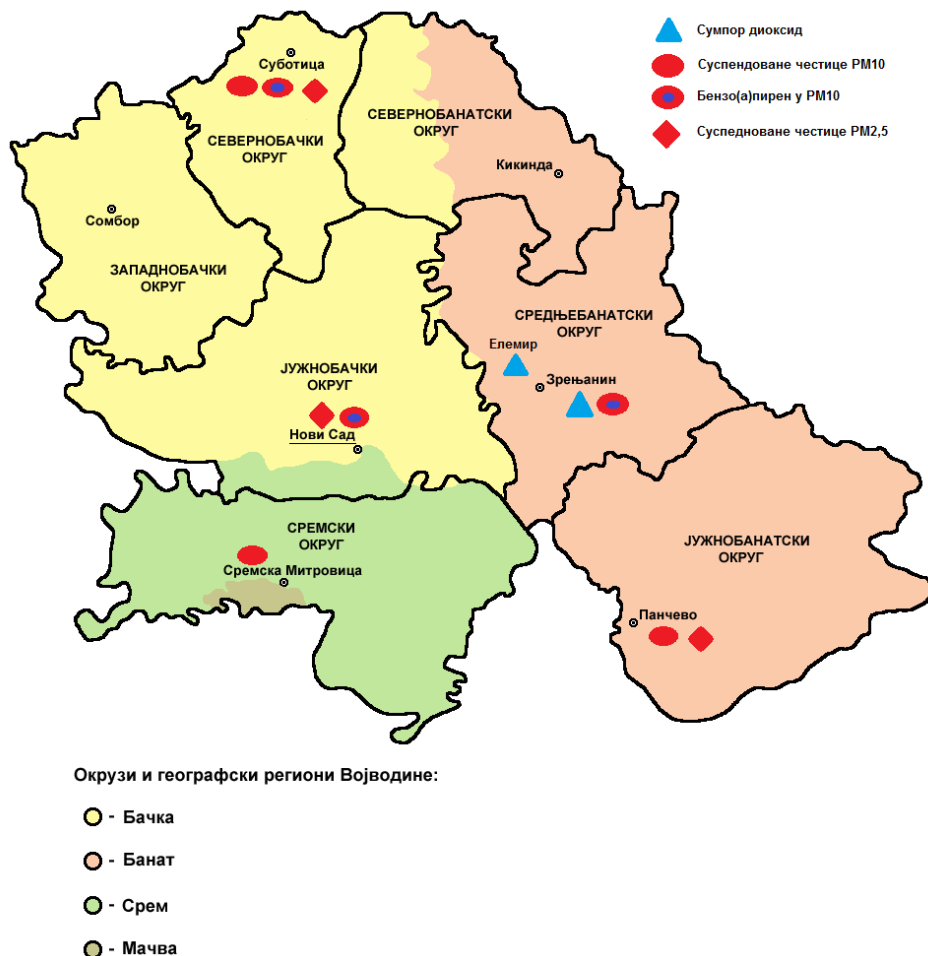 Сумпор диоксид
Суспендоване честице PM10
Бензо(а)пирен у PM10
Суспедноване честице PM2,5
Суботица
СЕВЕРНОБАЧКИ
ОКРУГ
СЕВЕРНОБАНАТСКИ
ОКРУГ
Кикинда
Сомбор
ЗАПАДНОБАЧКИ
ОКРУГ
СРЕДЊЕБАНАТСКИ
ОКРУГ
Елемир
Зрењанин
ЈУЖНОБАЧКИ
ОКРУГ
Нови Сад
СРЕМСКИ
ОКРУГ
Сремска Митровица
ЈУЖНОБАНАТСКИ
ОКРУГ
Панчево
Окрузи и географски региони Војводине:
- Бачка
- Банат
- Срем
- Мачва